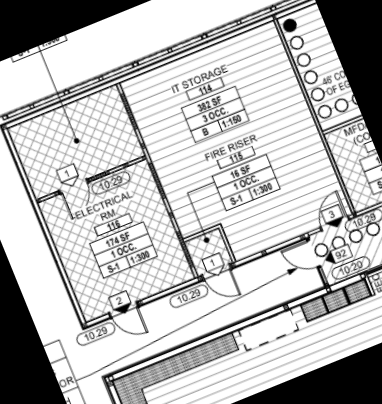 IT STORAGE
114
382 SF
3 OCC.
B 1:150
FIRE RISER
115
16 SF
1 OCC.
S-1 1:300
1
10.29
ELECTRICAL
RM.
116
174 SF
1 OCC.
S-1 1:300
2
10.29
10.29
1
3
10.28
92
10.20
46" CO
OF EG
MFD
(CO
S
OR